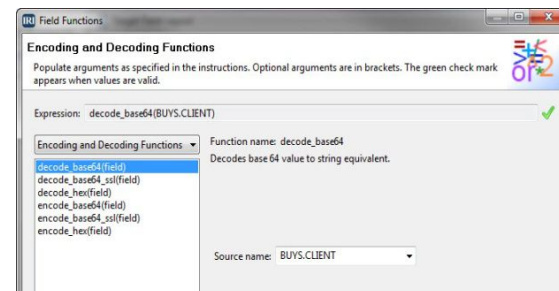 IRI Field Functions
Encoding and Decoding Functions
Populate arguments as specified in the instructions. Optional arguments are in brackets. The green check mark
appears when values are valid.
Expression: decode_base64(BUYS.CLIENT)
Encoding and Decoding Functions
Function name: decode_base64
Decodes base 64 value to string equivalent.
decode_base64(field)
decode_base64_ssl(field)
decode_hex(field)
encode_base64(field)
encode_base64_ssl(field)
encode_hex(field)
Source name: BUYS.CLIENT